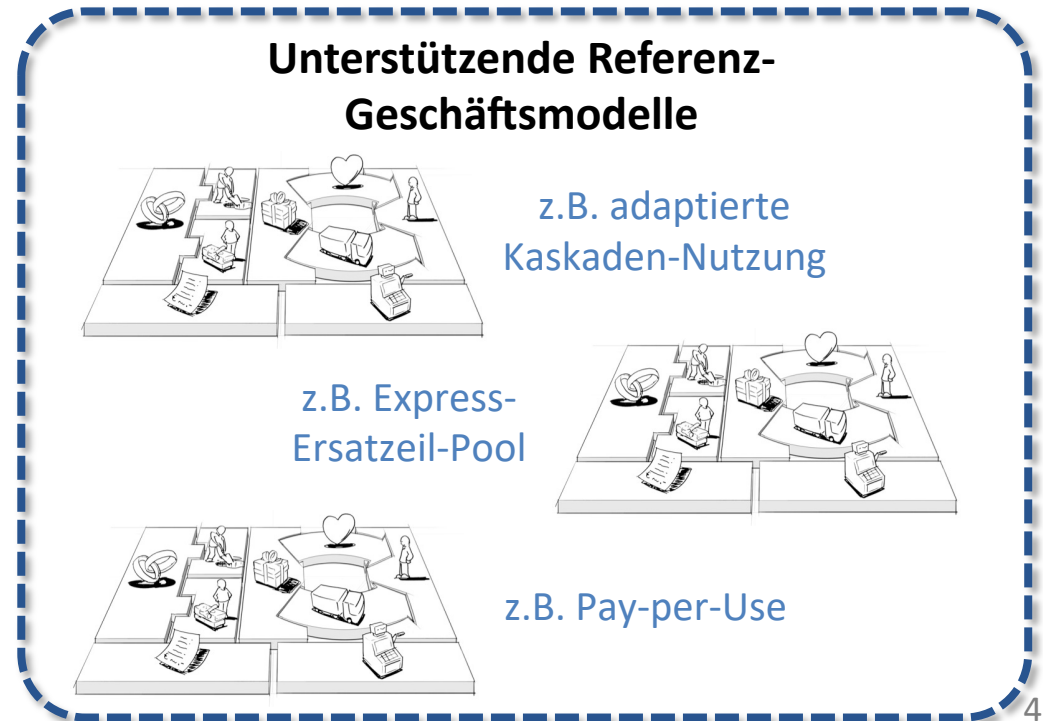 Unterstützende Referenz-
Geschäftsmodelle
z.B. adaptierte
Kaskaden-Nutzung
z.B. Express-
Ersatzeil-Pool
z.B. Pay-per-Use
4